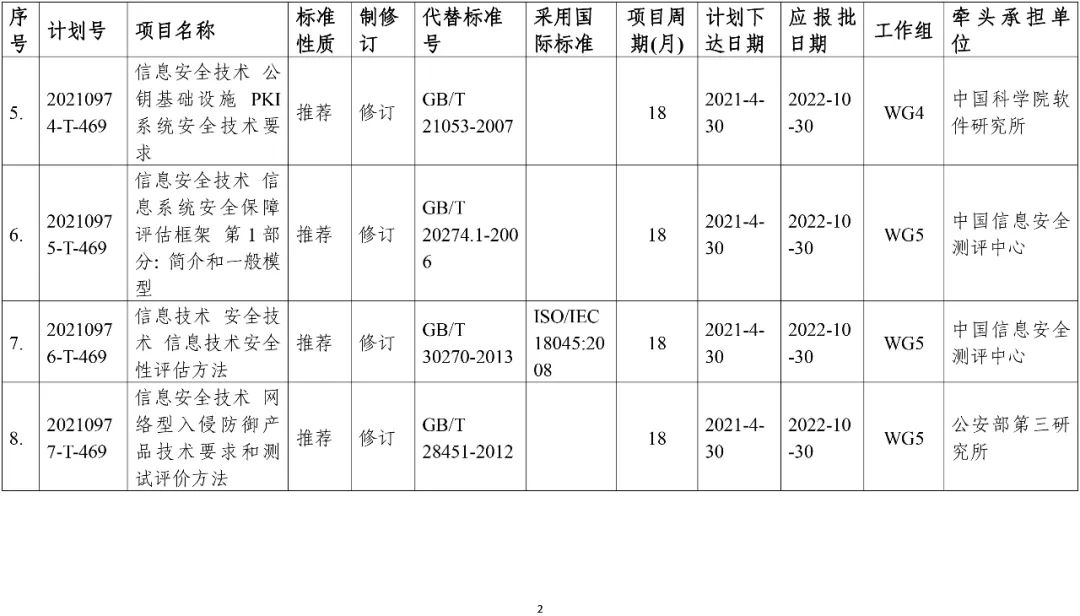 序号 计划号 项目名称 标准性质 制修订 代替标准号 采用国际标准 项目周期(月) 计划下达日期 应报批日期 工作组 牵头承担单位
5. 20210974-T-469 信息安全技术 公钥基础设施 PKI 系统安全技术要求 推荐 修订 GB/T 21053-2007 18 2021-4-30 2022-10-30 WG4 中国科学院软件研究所
6. 20210975-T-469 信息安全技术 信息系统安全保障评估框架 第1部分: 简介和一般模型 推荐 修订 GB/T 20274.1-2006 18 2021-4-30 2022-10-30 WG5 中国信息安全测评中心
7. 20210976-T-469 信息技术 安全技术 信息技术安全性评估方法 推荐 修订 GB/T 30270-2013 ISO/IEC 18045:2008 18 2021-4-30 2022-10-30 WG5 中国信息安全测评中心
8. 20210977-T-469 信息安全技术 网络型入侵防御产品技术要求和测试评价方法 推荐 修订 GB/T 28451-2012 18 2021-4-30 2022-10-30 WG5 公安部第三研究所
2